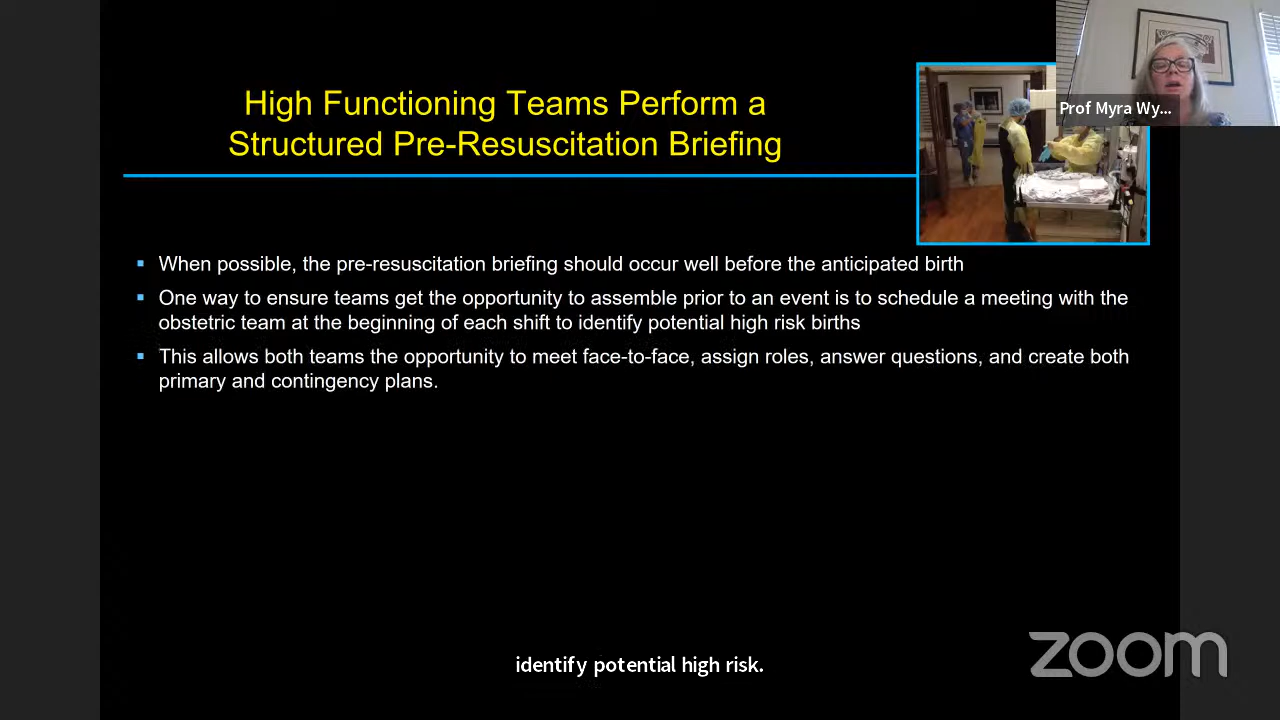 High Functioning Teams Perform a
Structured Pre-Resuscitation Briefing
Prof Myra Wy...
▪ When possible, the pre-resuscitation briefing should occur well before the anticipated birth
▪ One way to ensure teams get the opportunity to assemble prior to an event is to schedule a meeting with the
obstetric team at the beginning of each shift to identify potential high risk births
▪ This allows both teams the opportunity to meet face-to-face, assign roles, answer questions, and create both
primary and contingency plans.
identify potential high risk.
zoom